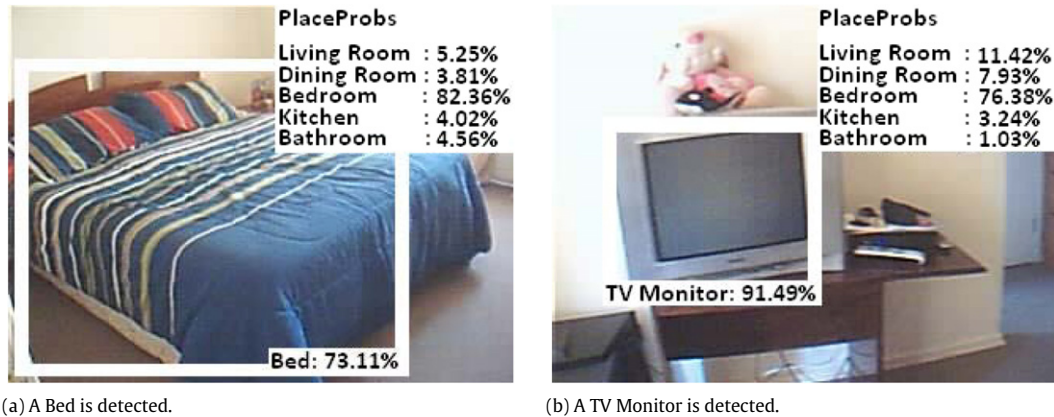 PlaceProbs
Living Room : 5.25%
Dining Room : 3.81%
Bedroom : 82.36%
Kitchen : 4.02%
Bathroom : 4.56%
Bed: 73.11%
(a) A Bed is detected.
PlaceProbs
Living Room : 11.42%
Dining Room : 7.93%
Bedroom : 76.38%
Kitchen : 3.24%
Bathroom : 1.03%
TV Monitor: 91.49%
(b) A TV Monitor is detected.